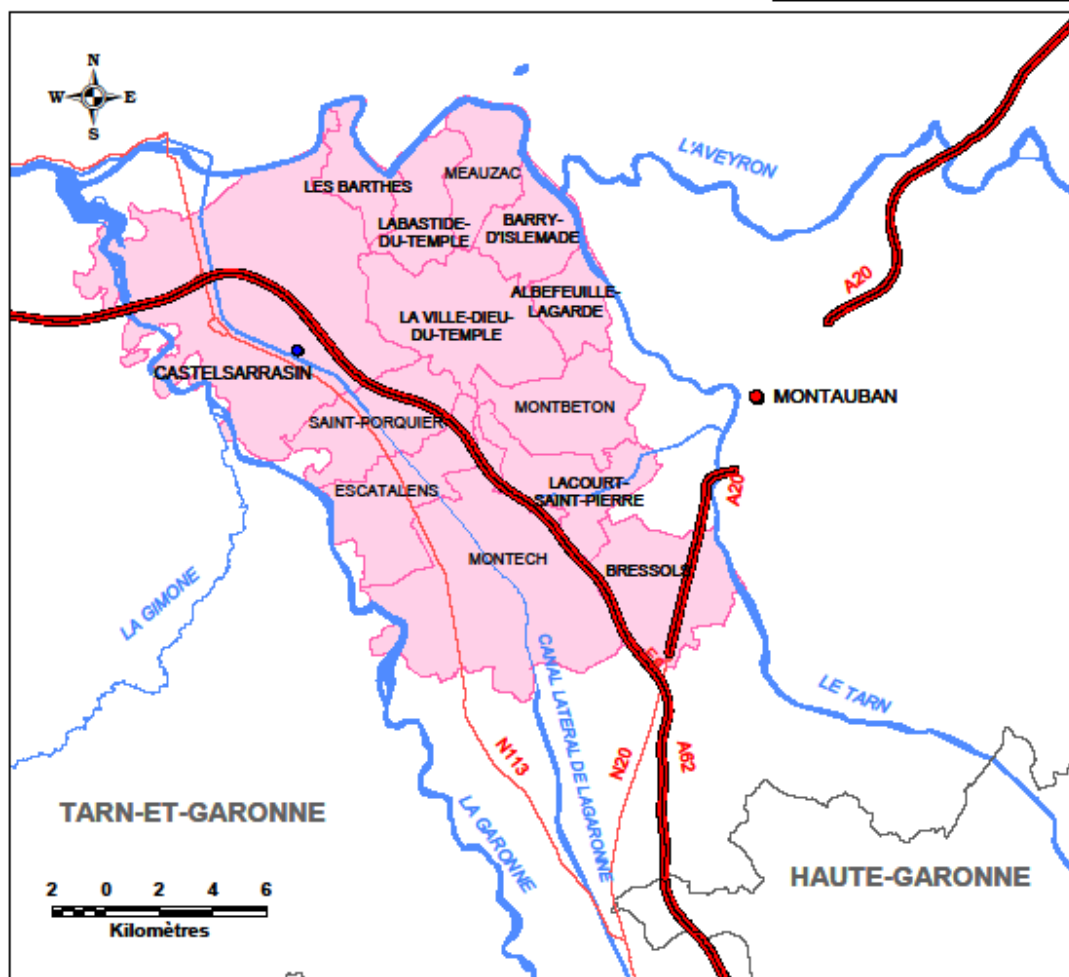 N
W E
S
L'AVEYRON
MEAUZAC
LES BARTHES
LABASTIDE-
DU-TEMPLE
BARRY-
D'ISLEMADE
A20
ALBEFEUILLE-
LAGARDE
LA VILLE-DIEU-
DU-TEMPLE
CASTELSARRASIN
MONTAUBAN
MONTBETON
SAINT-PORQUIER
ESCATALENS
LACOURT-
SAINT-PIERRE
A20
MONTECH
BRESSOLS
LA GIMONE
CANAL LATERAL DE LAGARONNE
LE TARN
N113
N20
A62
LA GARONNE
TARN-ET-GARONNE
HAUTE-GARONNE
2 0 2 4 6
Kilomètres